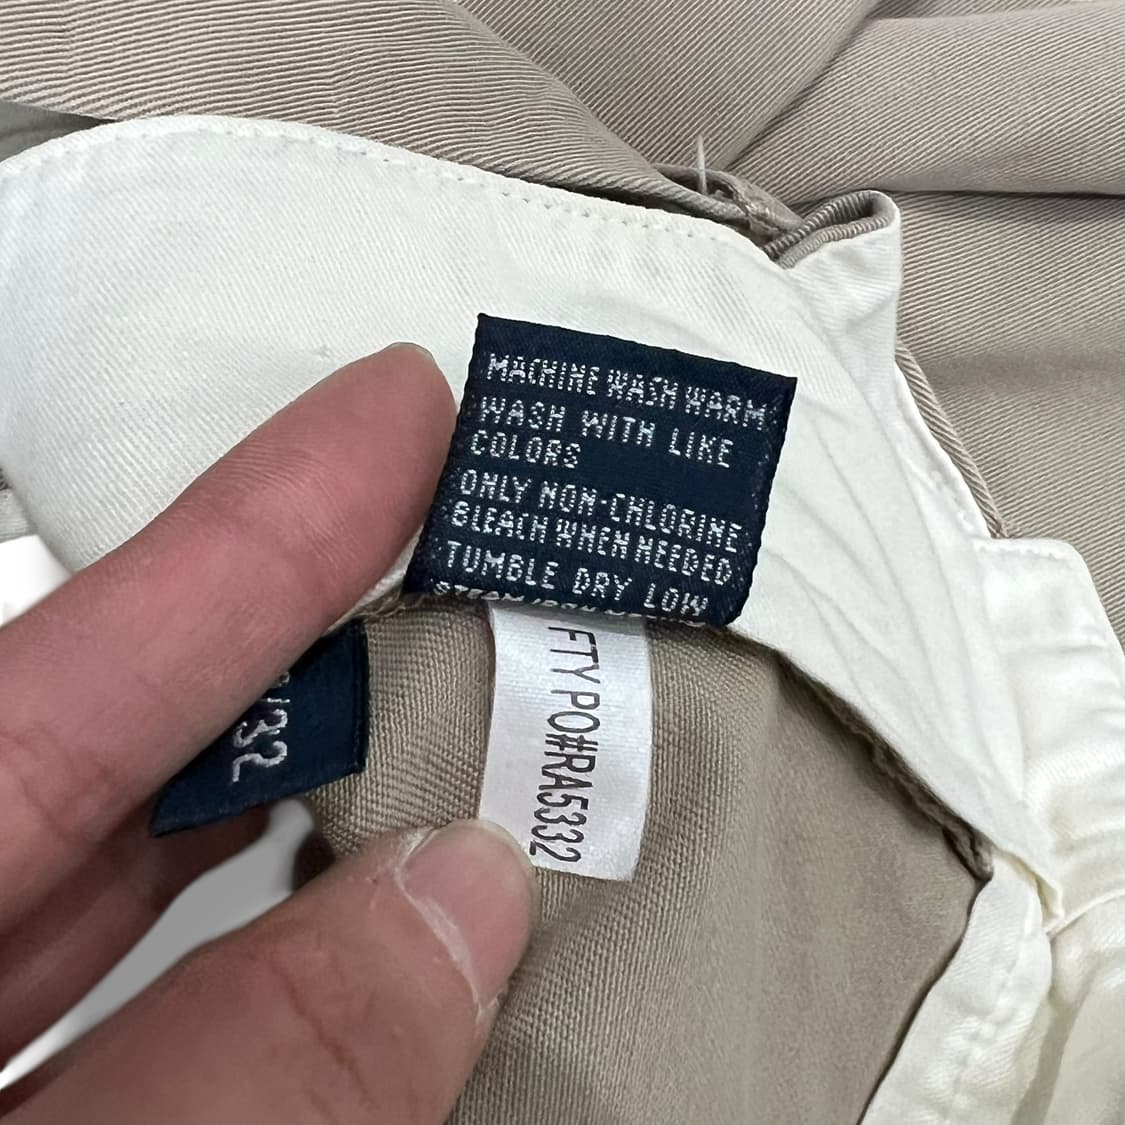 MACHINE WASH WARM
WASH WITH LIKE
COLORS
ONLY NON-CHLORINE
BLEACH WHEN NEEDED
TUMBLE DRY LOW
FTY PO#RA5332
32